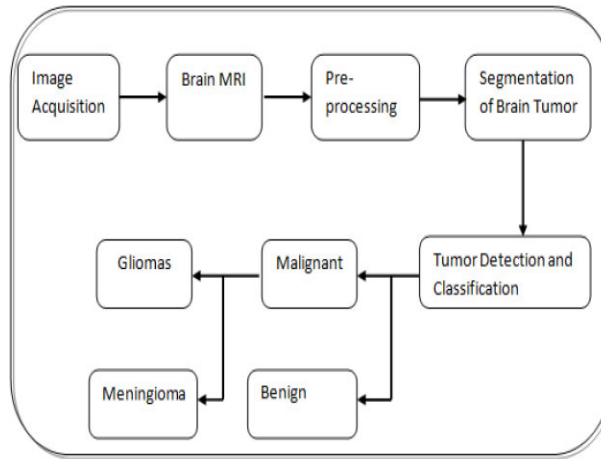 Image
Acquisition
Brain MRI
Pre-
processing
Segmentation
of Brain Tumor
Tumor Detection and
Classification
Malignant
Gliomas
Benign
Meningioma